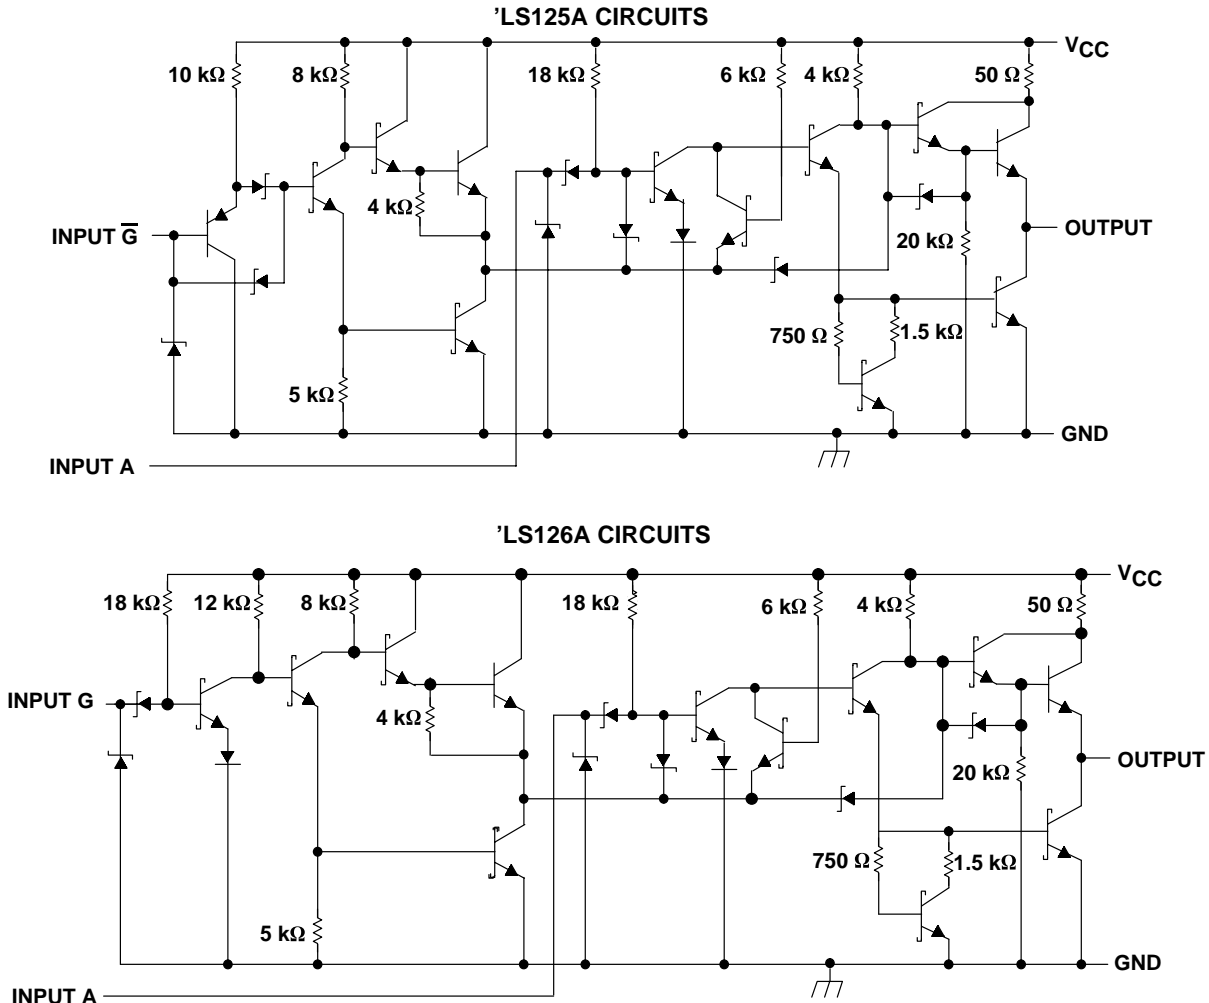 ’LS125A CIRCUITS
VCC
10 kΩ
8 kΩ
18 kΩ
6 kΩ
4 kΩ
50 Ω
4 kΩ
INPUT G̅
20 kΩ
OUTPUT
750 Ω
1.5 kΩ
5 kΩ
GND
INPUT A
’LS126A CIRCUITS
VCC
18 kΩ
12 kΩ
8 kΩ
18 kΩ
6 kΩ
4 kΩ
50 Ω
INPUT G
4 kΩ
20 kΩ
OUTPUT
750 Ω
1.5 kΩ
5 kΩ
GND
INPUT A